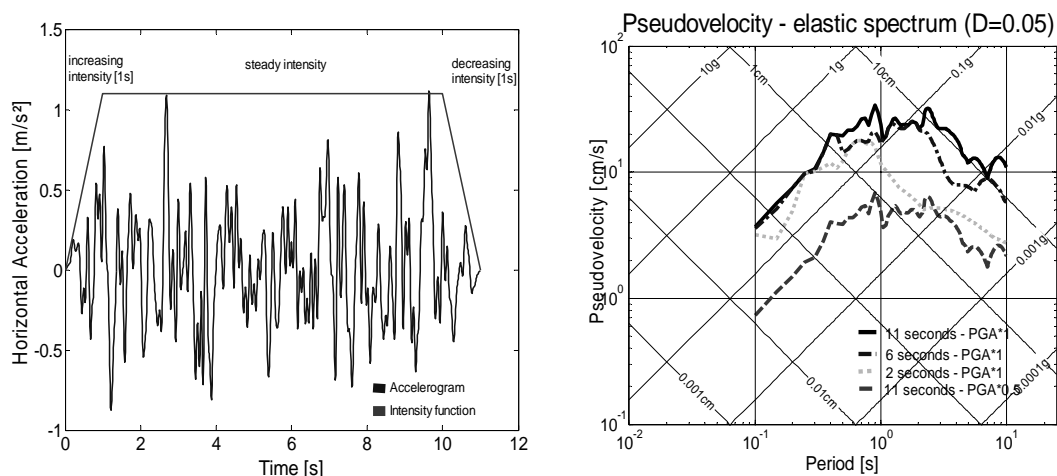 1.5
1
0.5
0
-0.5
-1
0 2 4 6 8 10 12
Horizontal Acceleration [m/s²]
Time [s]
increasing
intensity [1s]
steady intensity
decreasing
intensity [1s]
Accelerogram
Intensity function
Pseudovelocity - elastic spectrum (D=0.05)
10²
10¹
10⁰
10⁻¹
10⁻² 10⁻¹ 10⁰ 10¹
Pseudovelocity [cm/s]
Period [s]
10g
1cm
1g
10cm
0.1g
0.01g
0.001g
0.0001g
0.001cm
0.01cm
11 seconds - PGA*1
6 seconds - PGA*1
2 seconds - PGA*1
11 seconds - PGA*0.5